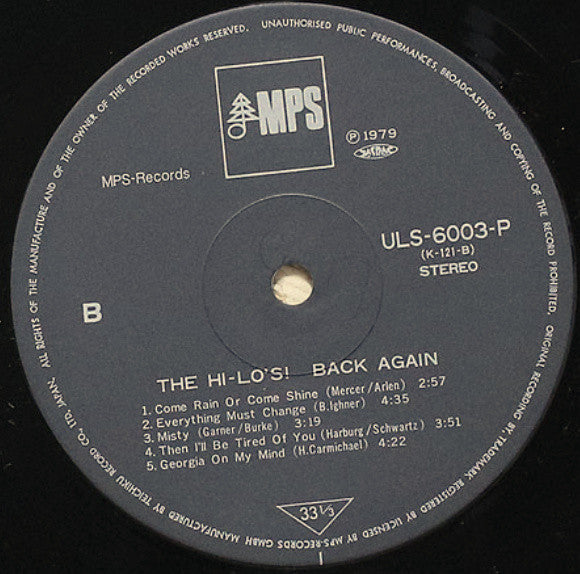 ALL RIGHTS OF THE MANUFACTURE AND OF THE OWNER OF THE RECORDED WORKS RESERVED. UNAUTHORISED PUBLIC PERFORMANCES, BROADCASTING AND COPYING OF THE RECORD PROHIBITED.
MPS
℗ 1979
JASRAC
MPS-Records
ULS-6003-P
(K-121-B)
STEREO
B
THE HI-LO'S! BACK AGAIN
1. Come Rain Or Come Shine (Mercer/Arlen) 2:57
2. Everything Must Change (B.Ighner) 4:35
3. Misty (Garner/Burke) 3:19
4. Then I'll Be Tired Of You (Harburg/Schwartz) 3:51
5. Georgia On My Mind (H.Carmichael) 4:22
33 1/3
MANUFACTURED BY TEICHIKU RECORD CO., LTD. JAPAN.
ORIGINAL RECORDING BY, TRADEMARK REGISTERED BY, LICENSED BY MPS-RECORDS GMBH